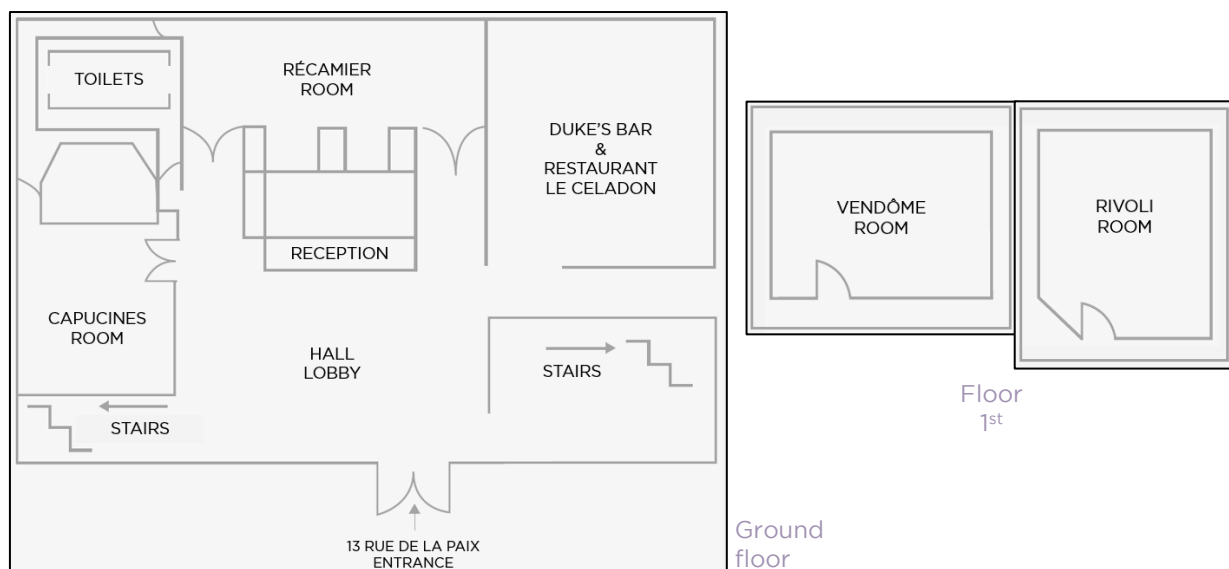 TOILETS
RÉCAMIER
ROOM
DUKE'S BAR
&
RESTAURANT
LE CELADON
RECEPTION
CAPUCINES
ROOM
HALL
LOBBY
STAIRS
STAIRS
13 RUE DE LA PAIX
ENTRANCE
Ground
floor
VENDÔME
ROOM
RIVOLI
ROOM
Floor
1st